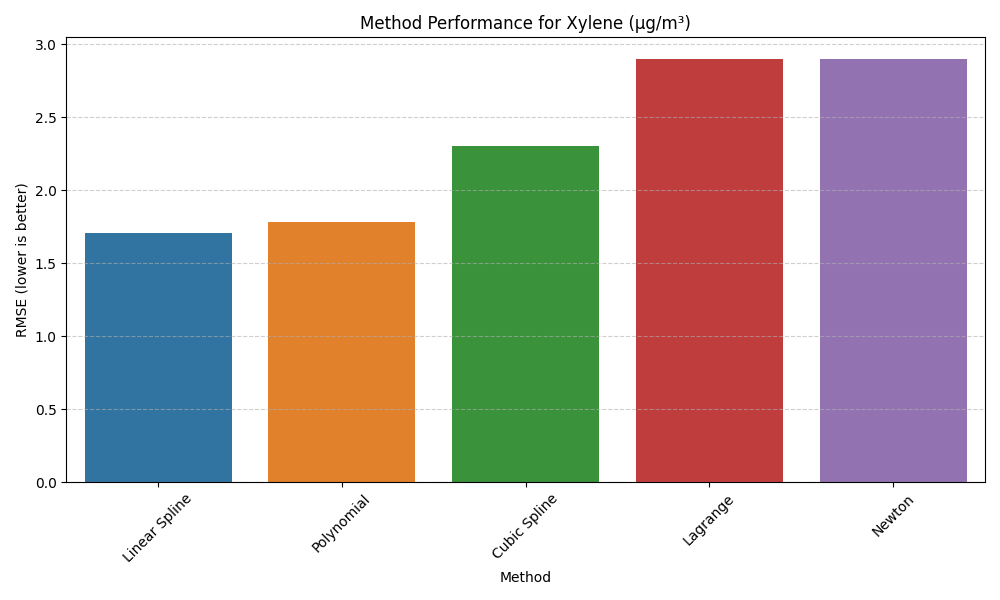 Method Performance for Xylene (µg/m³)
RMSE (lower is better)
3.0
2.5
2.0
1.5
1.0
0.5
0.0
Linear Spline
Polynomial
Cubic Spline
Lagrange
Newton
Method